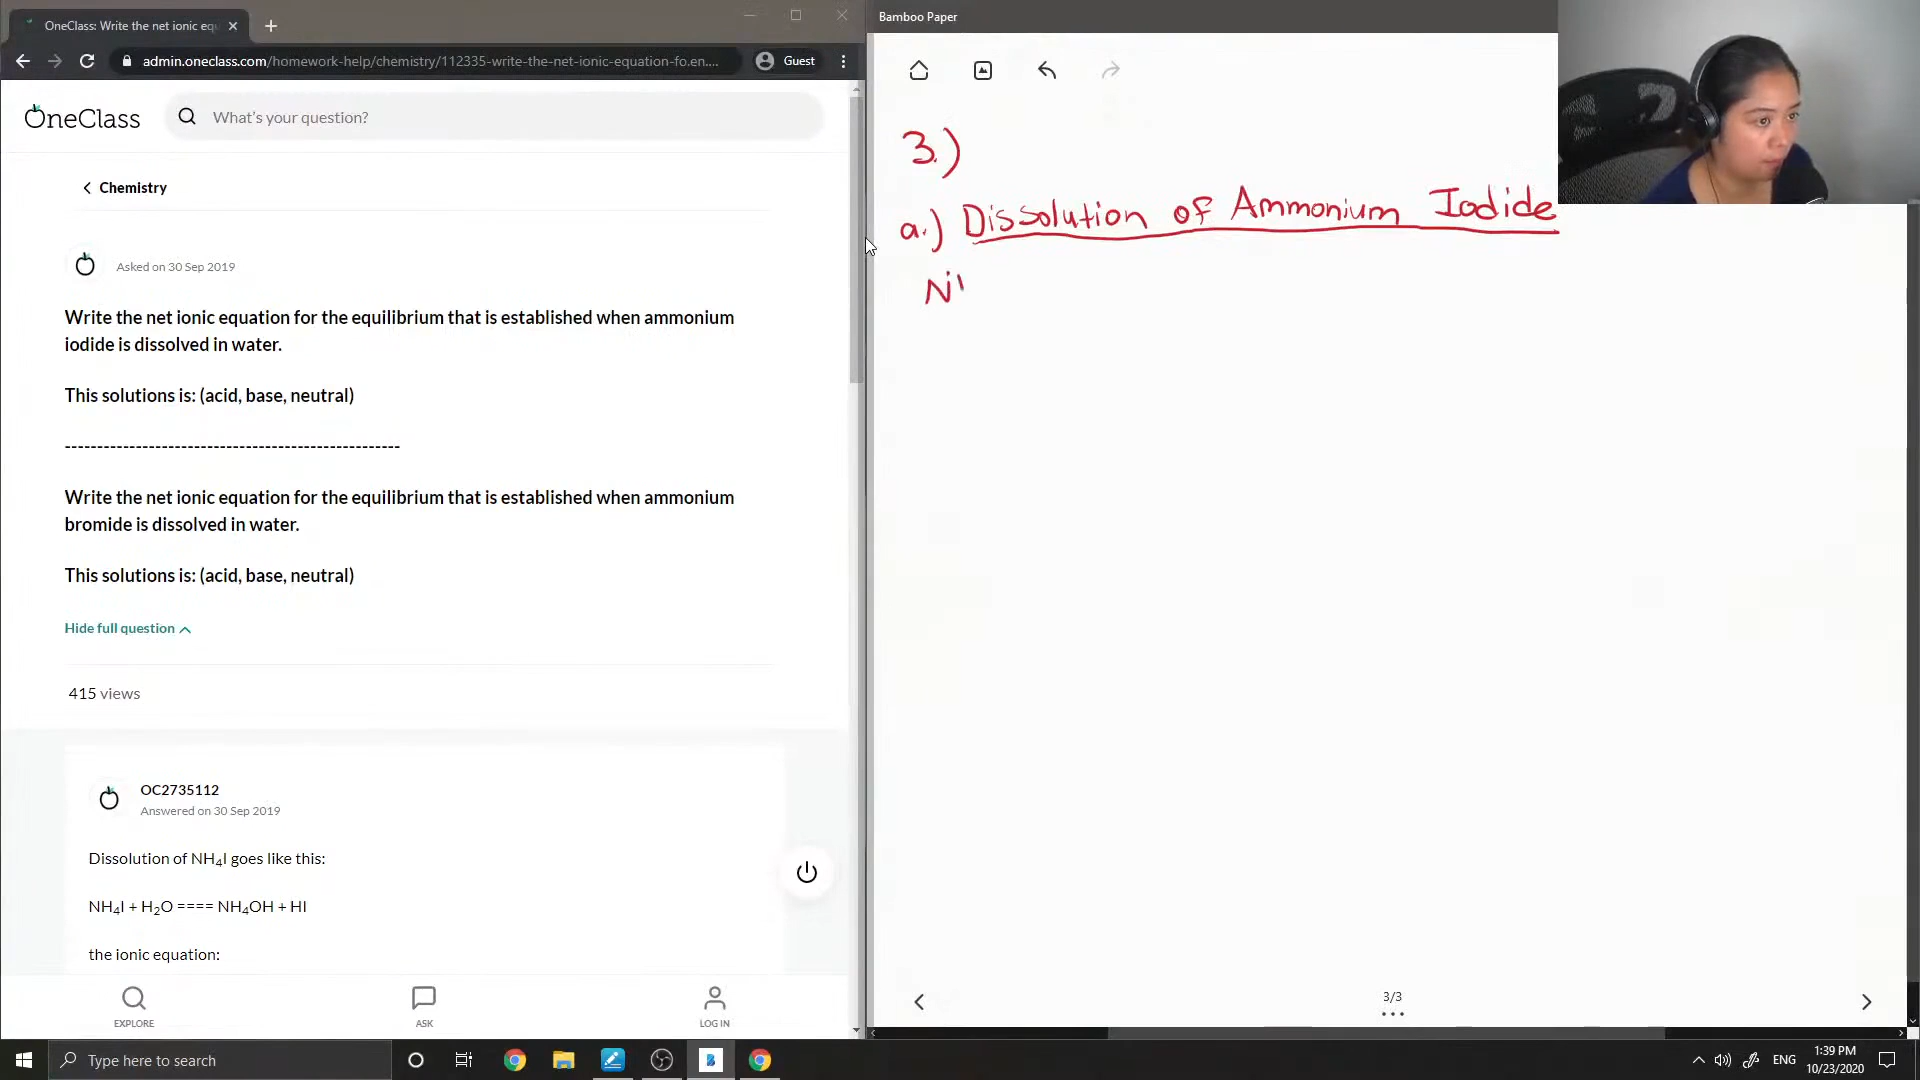 OneClass: Write the net ionic eq
Bamboo Paper
admin.oneclass.com/homework-help/chemistry/112335-write-the-net-ionic-equation-fo.en....
Guest
OneClass
What's your question?
Chemistry
Asked on 30 Sep 2019
Write the net ionic equation for the equilibrium that is established when ammonium
iodide is dissolved in water.
This solutions is: (acid, base, neutral)
----------------------------------------------------
Write the net ionic equation for the equilibrium that is established when ammonium
bromide is dissolved in water.
This solutions is: (acid, base, neutral)
Hide full question
415 views
OC2735112
Answered on 30 Sep 2019
Dissolution of NH₄I goes like this:
NH₄I + H₂O ==== NH₄OH + HI
the ionic equation:
EXPLORE
ASK
LOG IN
3.)
a.) Dissolution of Ammonium Iodide
3/3
Type here to search
ENG
1:39 PM
10/23/2020